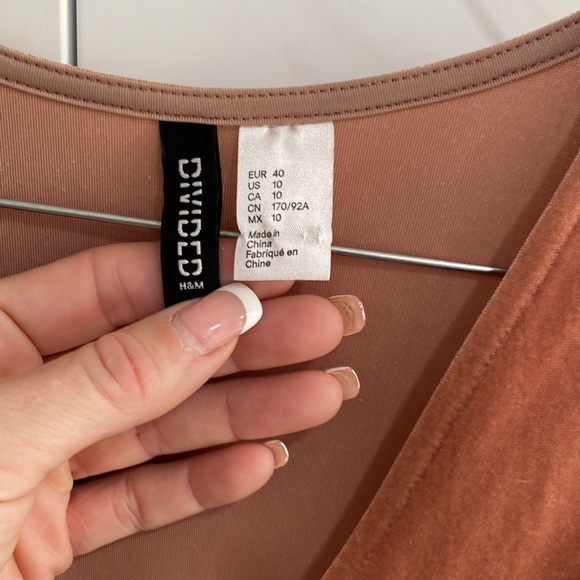 DIVIDED
H&M
EUR 40
US 10
CA 10
CN 170/92A
MX 10
Made in
China
Fabriqué en
Chine